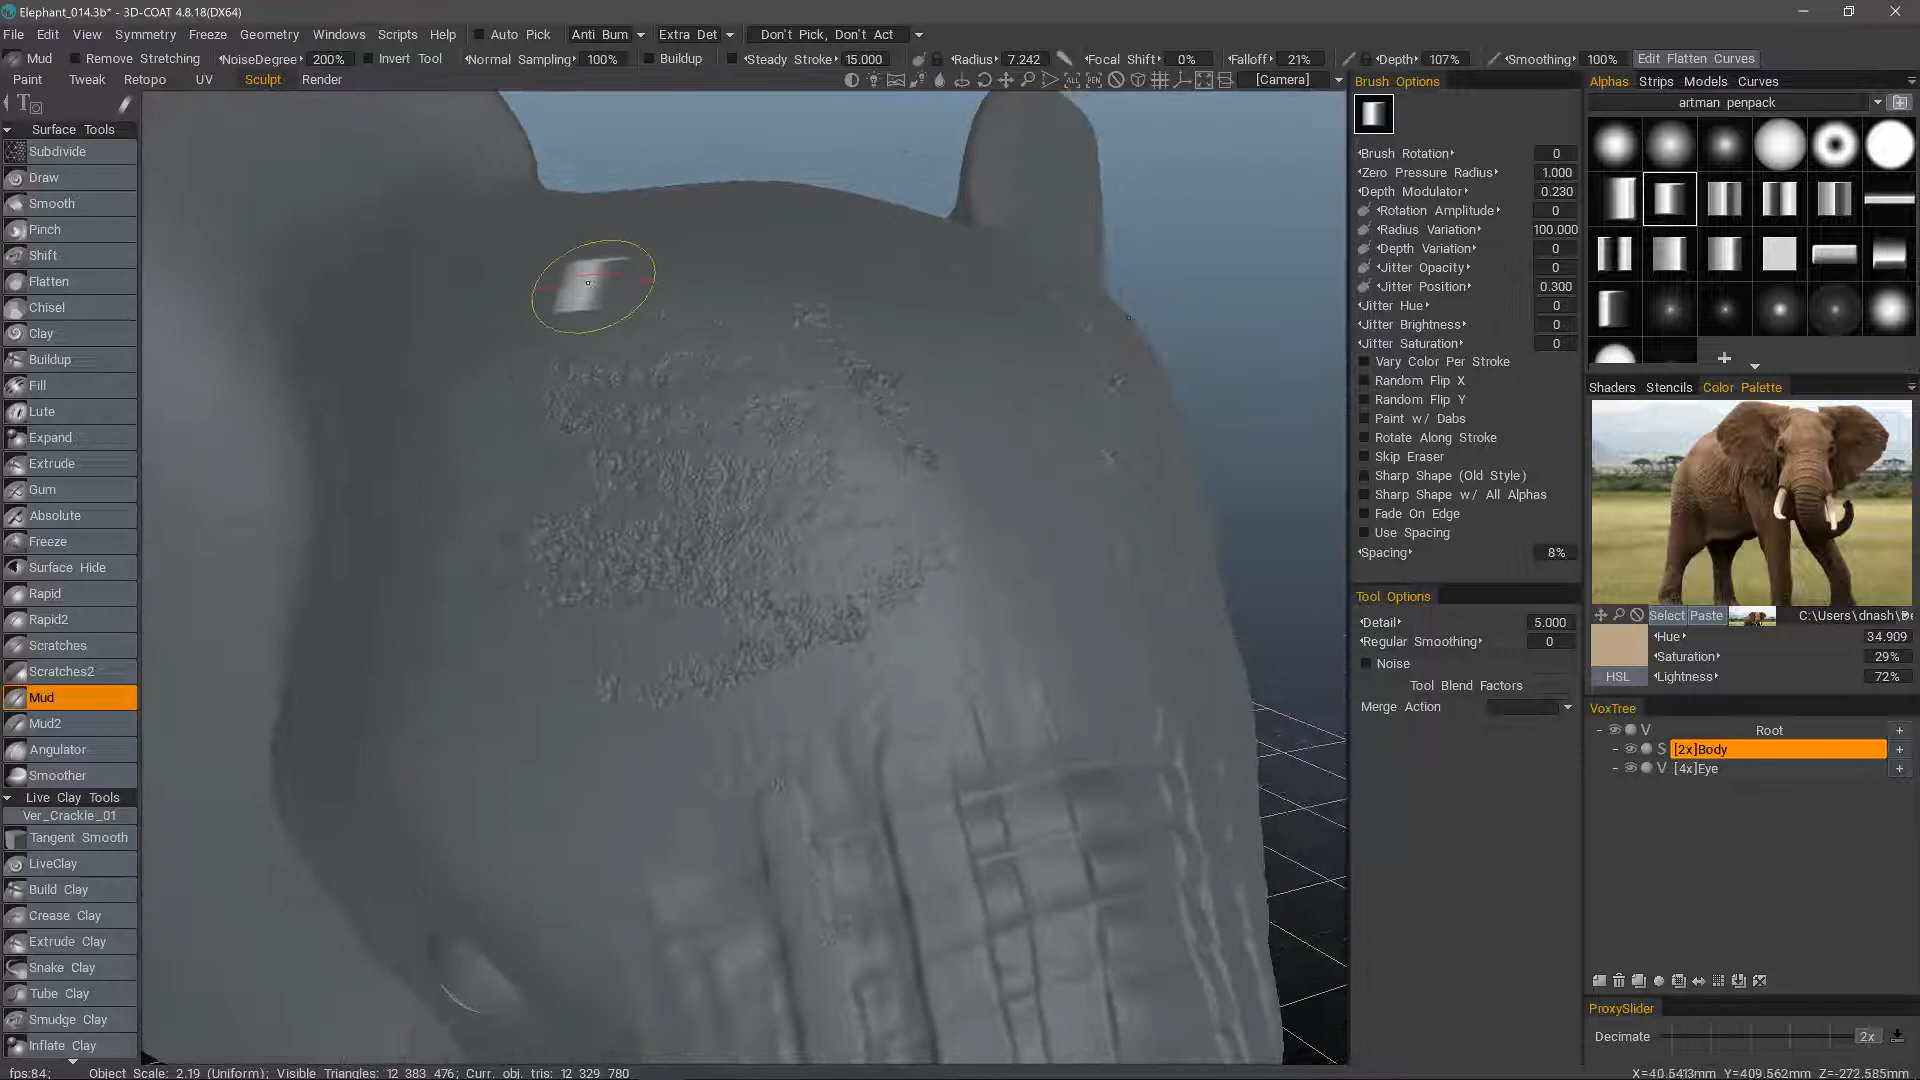 Elephant_014.3b* - 3D-COAT 4.8.18(DX64)
File Edit View Symmetry Freeze Geometry Windows Scripts Help Auto Pick Anti Bum Extra Det Don't Pick, Don't Act
Mud Remove Stretching NoiseDegree 200% Invert Tool Normal Sampling 100% Buildup Steady Stroke 15.000 Radius 7.242 Focal Shift 0% Falloff 21% Depth 107% Smoothing 100% Edit Flatten Curves
Paint Tweak Retopo UV Sculpt Render [Camera]
Surface Tools
Subdivide
Draw
Smooth
Pinch
Shift
Flatten
Chisel
Clay
Buildup
Fill
Lute
Expand
Extrude
Gum
Absolute
Freeze
Surface Hide
Rapid
Rapid2
Scratches
Scratches2
Mud
Mud2
Angulator
Smoother
Live Clay Tools
Ver_Crackle_01
Tangent Smooth
LiveClay
Build Clay
Crease Clay
Extrude Clay
Snake Clay
Tube Clay
Smudge Clay
Inflate Clay
Brush Options
Brush Rotation 0
Zero Pressure Radius 1.000
Depth Modulator 0.230
Rotation Amplitude 0
Radius Variation 100.000
Depth Variation 0
Jitter Opacity 0
Jitter Position 0.300
Jitter Hue 0
Jitter Brightness 0
Jitter Saturation 0
Vary Color Per Stroke
Random Flip X
Random Flip Y
Paint w/ Dabs
Rotate Along Stroke
Skip Eraser
Sharp Shape (Old Style)
Sharp Shape w/ All Alphas
Fade On Edge
Use Spacing
Spacing 8%
Tool Options
Detail 5.000
Regular Smoothing 0
Noise
Tool Blend Factors
Merge Action
Alphas Strips Models Curves
artman penpack
Shaders Stencils Color Palette
Select Paste C:\Users\dnash\
Hue 34.909
Saturation 29%
HSL Lightness 72%
VoxTree
V Root
S [2x]Body
V [4x]Eye
ProxySlider
Decimate 2x
fps:84; Object Scale: 2.19 (Uniform); Visible Triangles: 12 383 476; Curr. obj. tris: 12 329 780 X=40.5413mm Y=409.562mm Z=-272.585mm